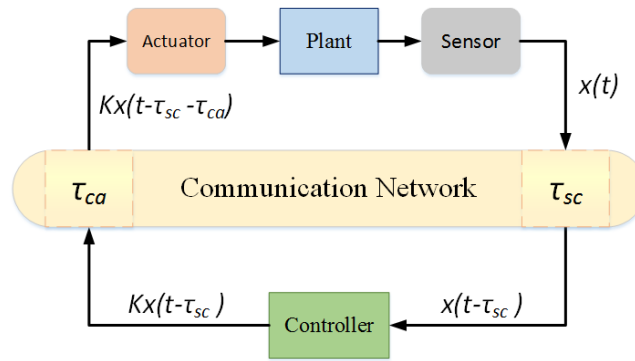 Actuator
Plant
Sensor
Kx(t-τsc -τca)
x(t)
τca
Communication Network
τsc
Kx(t-τsc )
x(t-τsc )
Controller